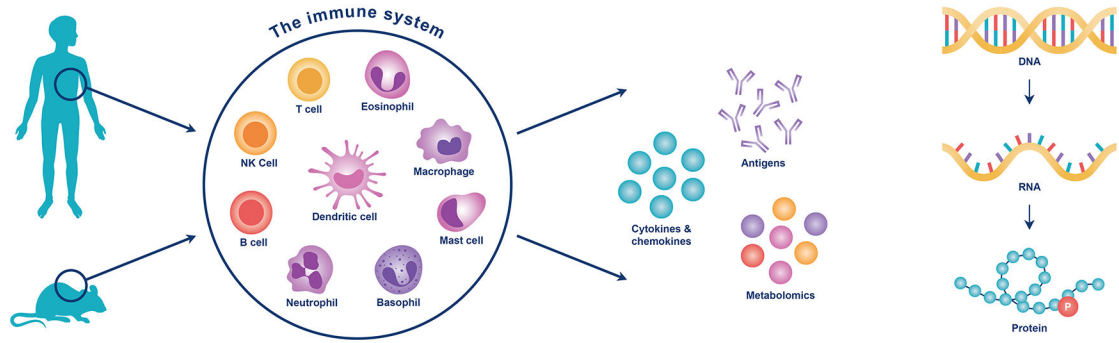 The immune system
T cell
Eosinophil
NK Cell
Macrophage
Dendritic cell
B cell
Mast cell
Neutrophil
Basophil
Antigens
Cytokines &
chemokines
Metabolomics
DNA
RNA
P
Protein